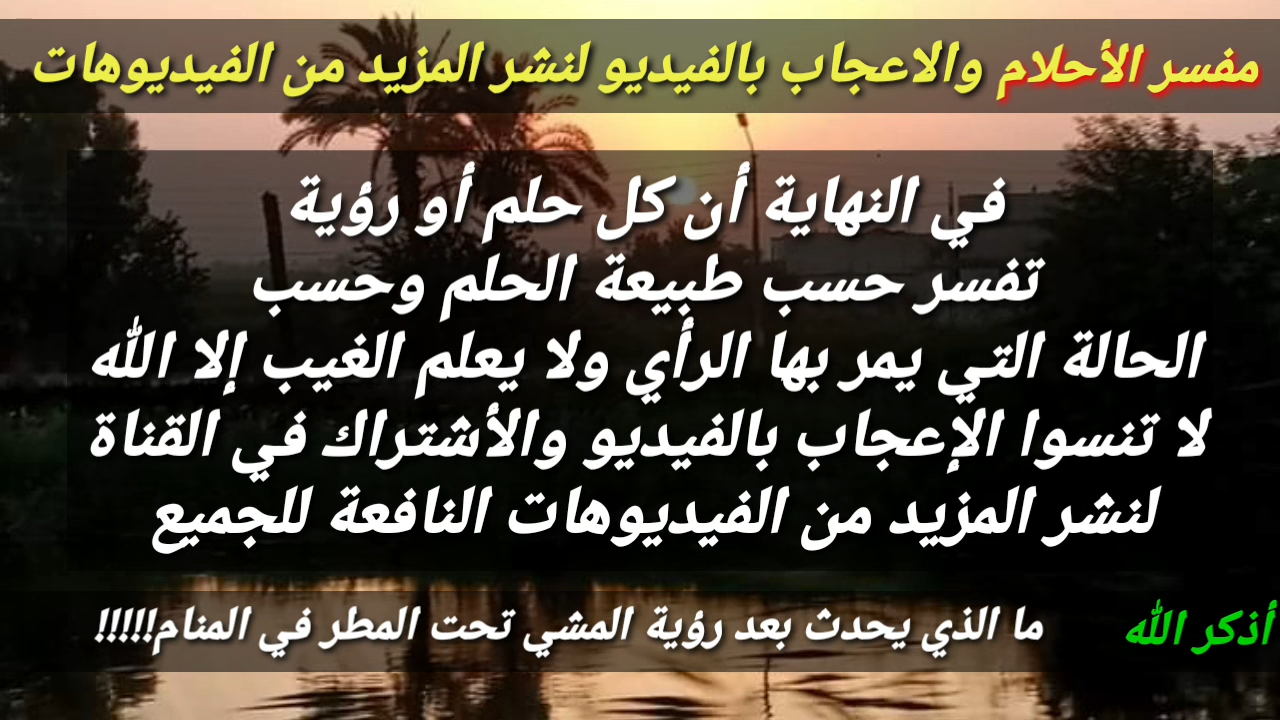 مفسر الأحلام والاعجاب بالفيديو لنشر المزيد من الفيديوهات
في النهاية أن كل حلم أو رؤية
تفسر حسب طبيعة الحلم وحسب
الحالة التي يمر بها الرأي ولا يعلم الغيب إلا الله
لا تنسوا الإعجاب بالفيديو والأشتراك في القناة
لنشر المزيد من الفيديوهات النافعة للجميع
أذكر الله
ما الذي يحدث بعد رؤية المشي تحت المطر في المنام!!!!!